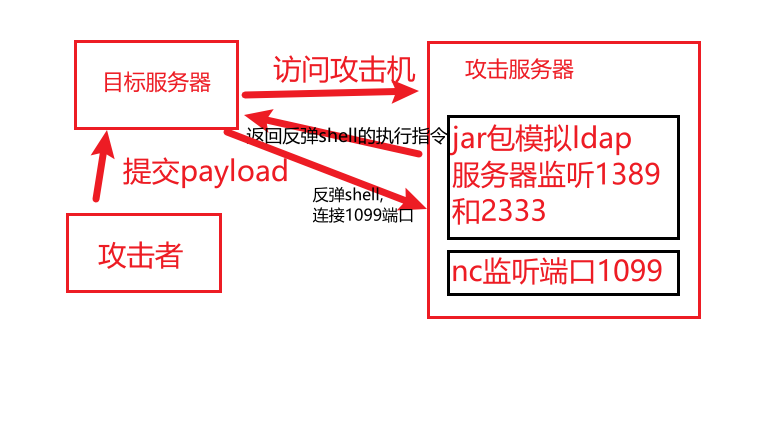 目标服务器
访问攻击机
攻击服务器
返回反弹shell的执行指令
jar包模拟ldap
服务器监听1389
和2333
提交payload
反弹shell,
连接1099端口
攻击者
nc监听端口1099